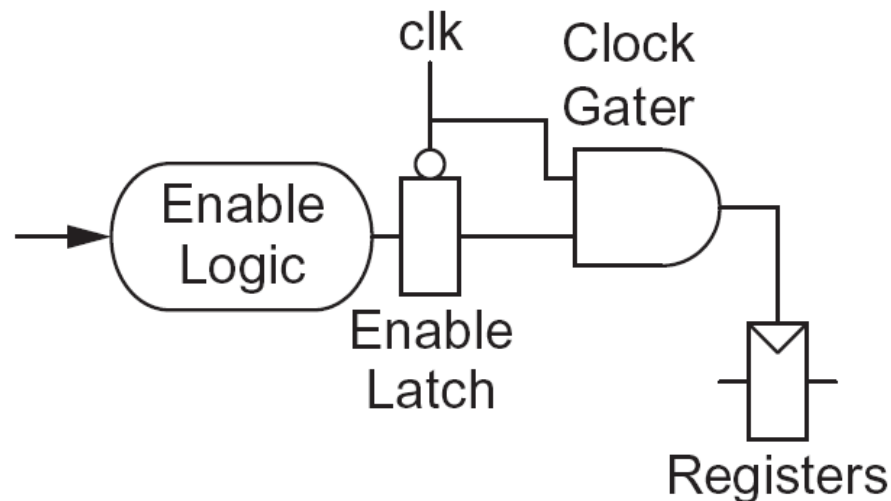 clk
Clock
Gater
Enable
Logic
Enable
Latch
Registers